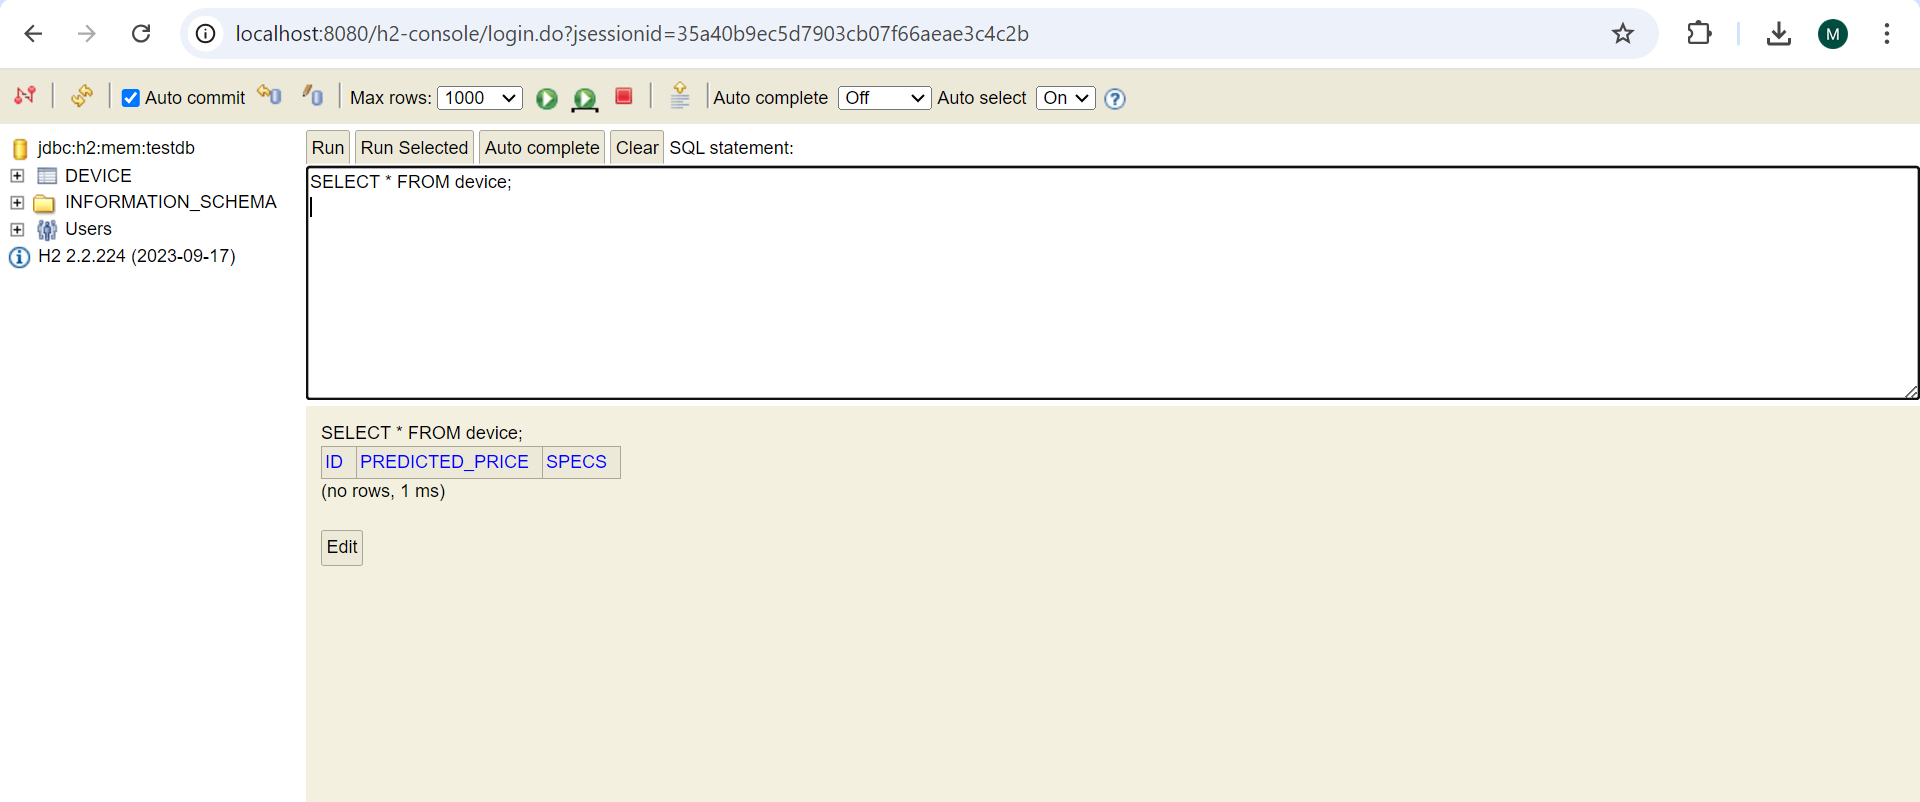 localhost:8080/h2-console/login.do?jsessionid=35a40b9ec5d7903cb07f66aeae3c4c2b
M
Auto commit Max rows: 1000 Auto complete Off Auto select On ?
jdbc:h2:mem:testdb
DEVICE
INFORMATION_SCHEMA
Users
H2 2.2.224 (2023-09-17)
Run Run Selected Auto complete Clear SQL statement:
SELECT * FROM device;
SELECT * FROM device;
ID PREDICTED_PRICE SPECS
(no rows, 1 ms)
Edit